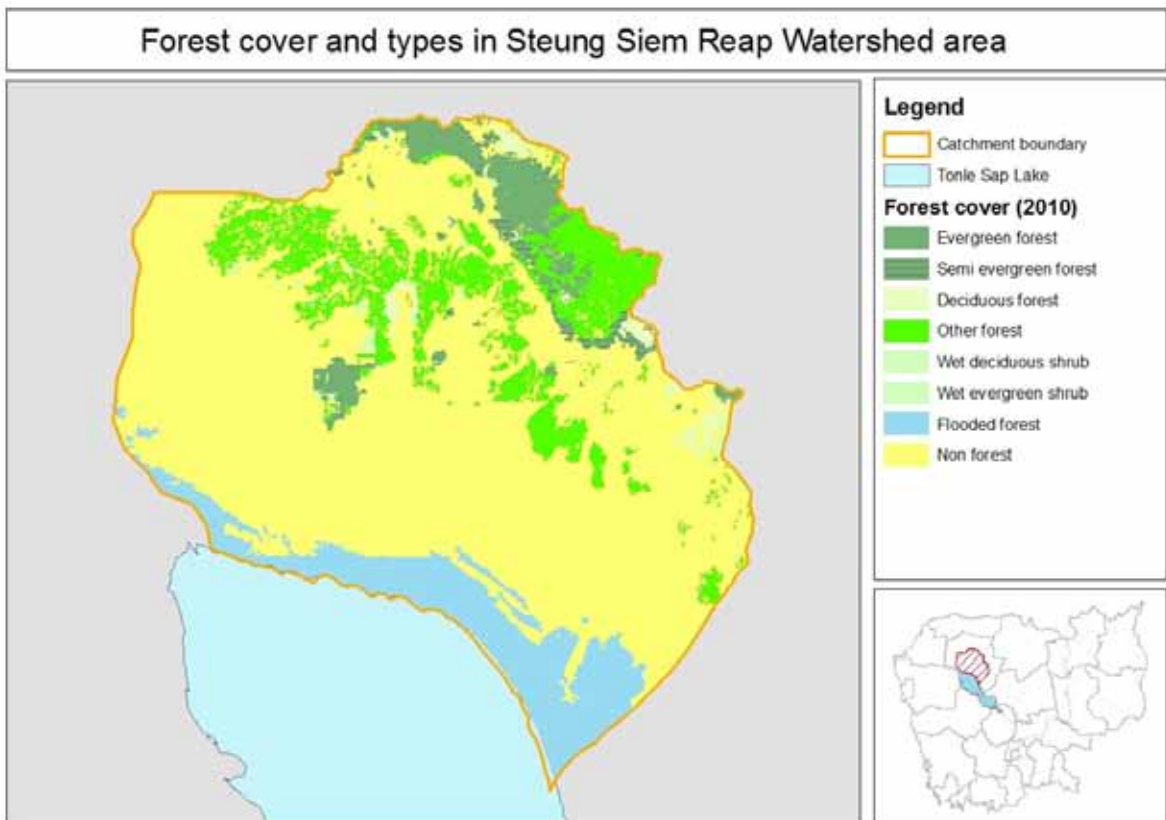 Forest cover and types in Steung Siem Reap Watershed area
Legend
Catchment boundary
Tonle Sap Lake
Forest cover (2010)
Evergreen forest
Semi evergreen forest
Deciduous forest
Other forest
Wet deciduous shrub
Wet evergreen shrub
Flooded forest
Non forest